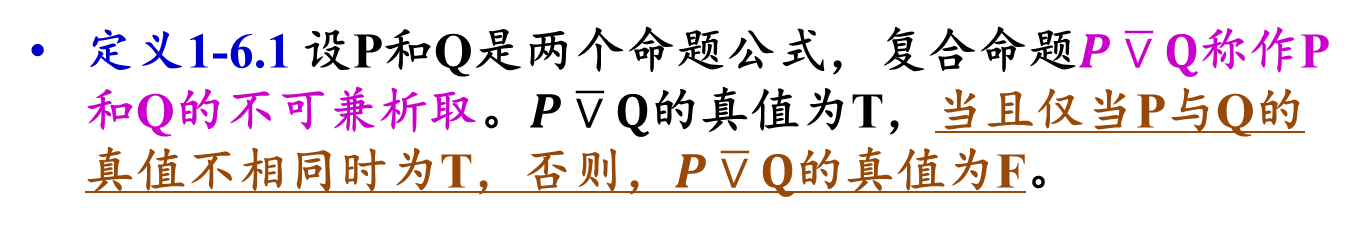 • 定义1-6.1 设P和Q是两个命题公式，复合命题P ⊽ Q称作P
和Q的不可兼析取。P ⊽ Q的真值为T，当且仅当P与Q的
真值不相同时为T，否则，P ⊽ Q的真值为F。